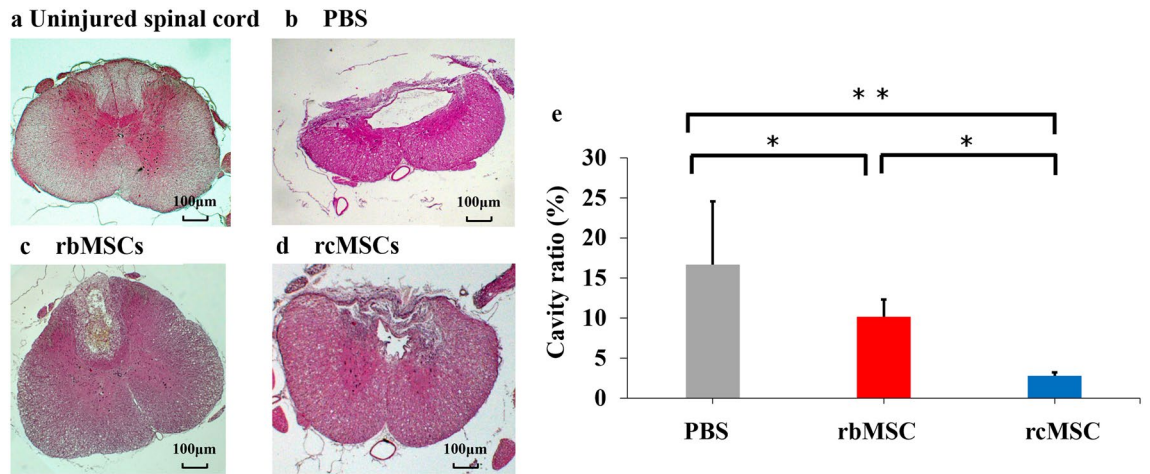 a Uninjured spinal cord
b PBS
100μm
100μm
c rbMSCs
d rcMSCs
100μm
100μm
e
* *
*
*
Cavity ratio (%)
30
25
20
15
10
5
0
PBS
rbMSC
rcMSC